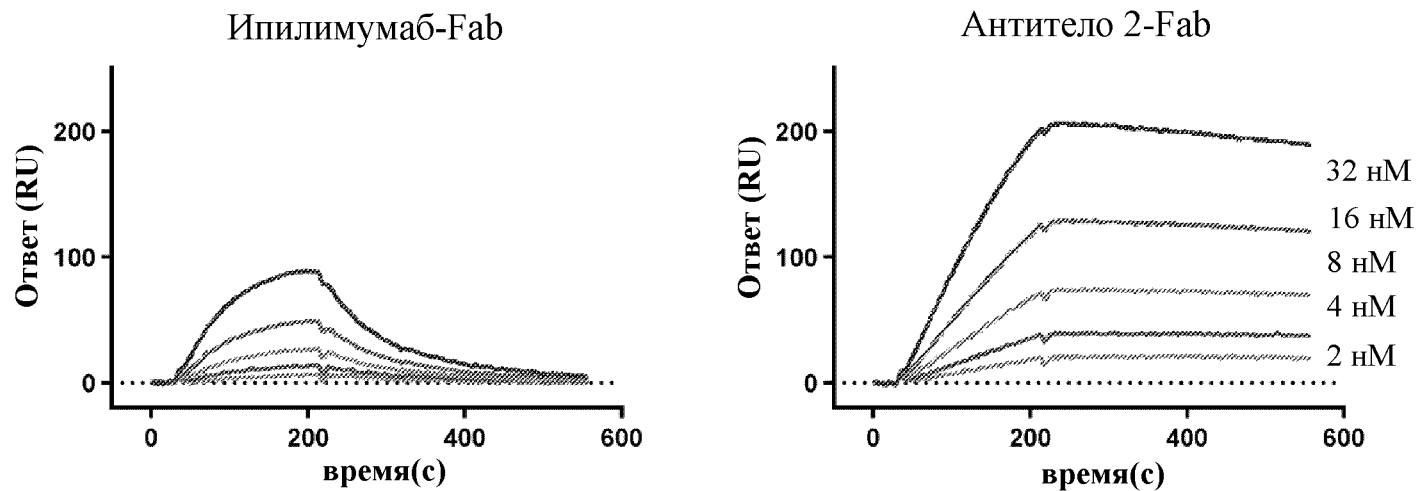 Ипилимумаб-Fab
Ответ (RU)
200
100
0
0
200
400
600
время(с)
Антитело 2-Fab
Ответ (RU)
200
100
0
0
200
400
600
время(с)
32 нМ
16 нМ
8 нМ
4 нМ
2 нМ